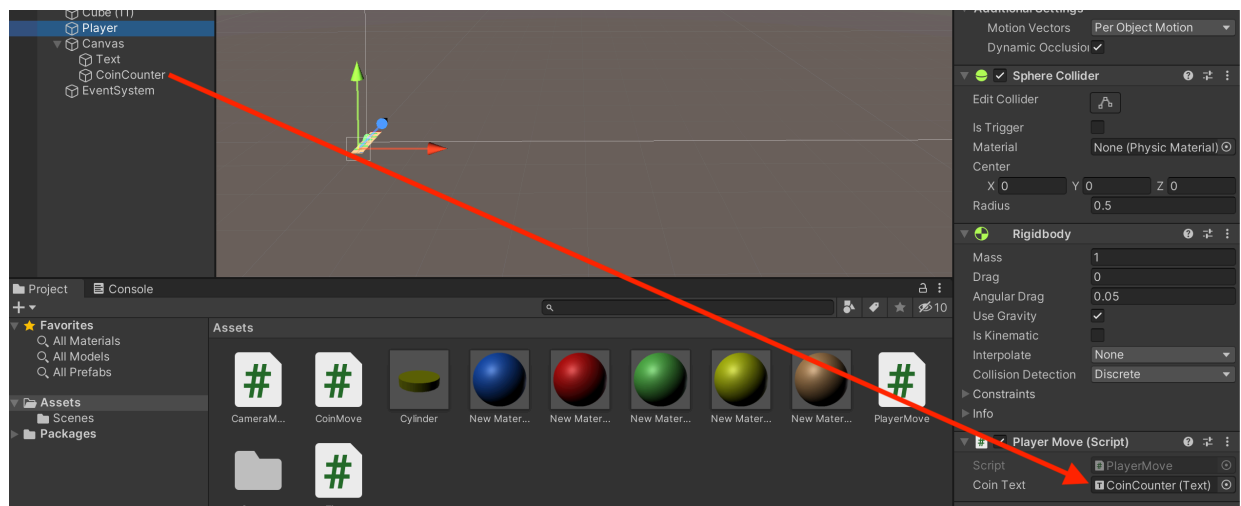 Cube (11)
Player
Canvas
Text
CoinCounter
EventSystem
Additional Settings
Motion Vectors Per Object Motion
Dynamic Occlusion
Sphere Collider
Edit Collider
Is Trigger
Material None (Physic Material)
Center
X 0 Y 0 Z 0
Radius 0.5
Rigidbody
Mass 1
Drag 0
Angular Drag 0.05
Use Gravity
Is Kinematic
Interpolate None
Collision Detection Discrete
Constraints
Info
Player Move (Script)
Script PlayerMove
Coin Text CoinCounter (Text)
Project Console
10
Favorites
All Materials
All Models
All Prefabs
Assets
Scenes
Packages
Assets
CameraM... CoinMove Cylinder New Mater... New Mater... New Mater... New Mater... New Mater... PlayerMove